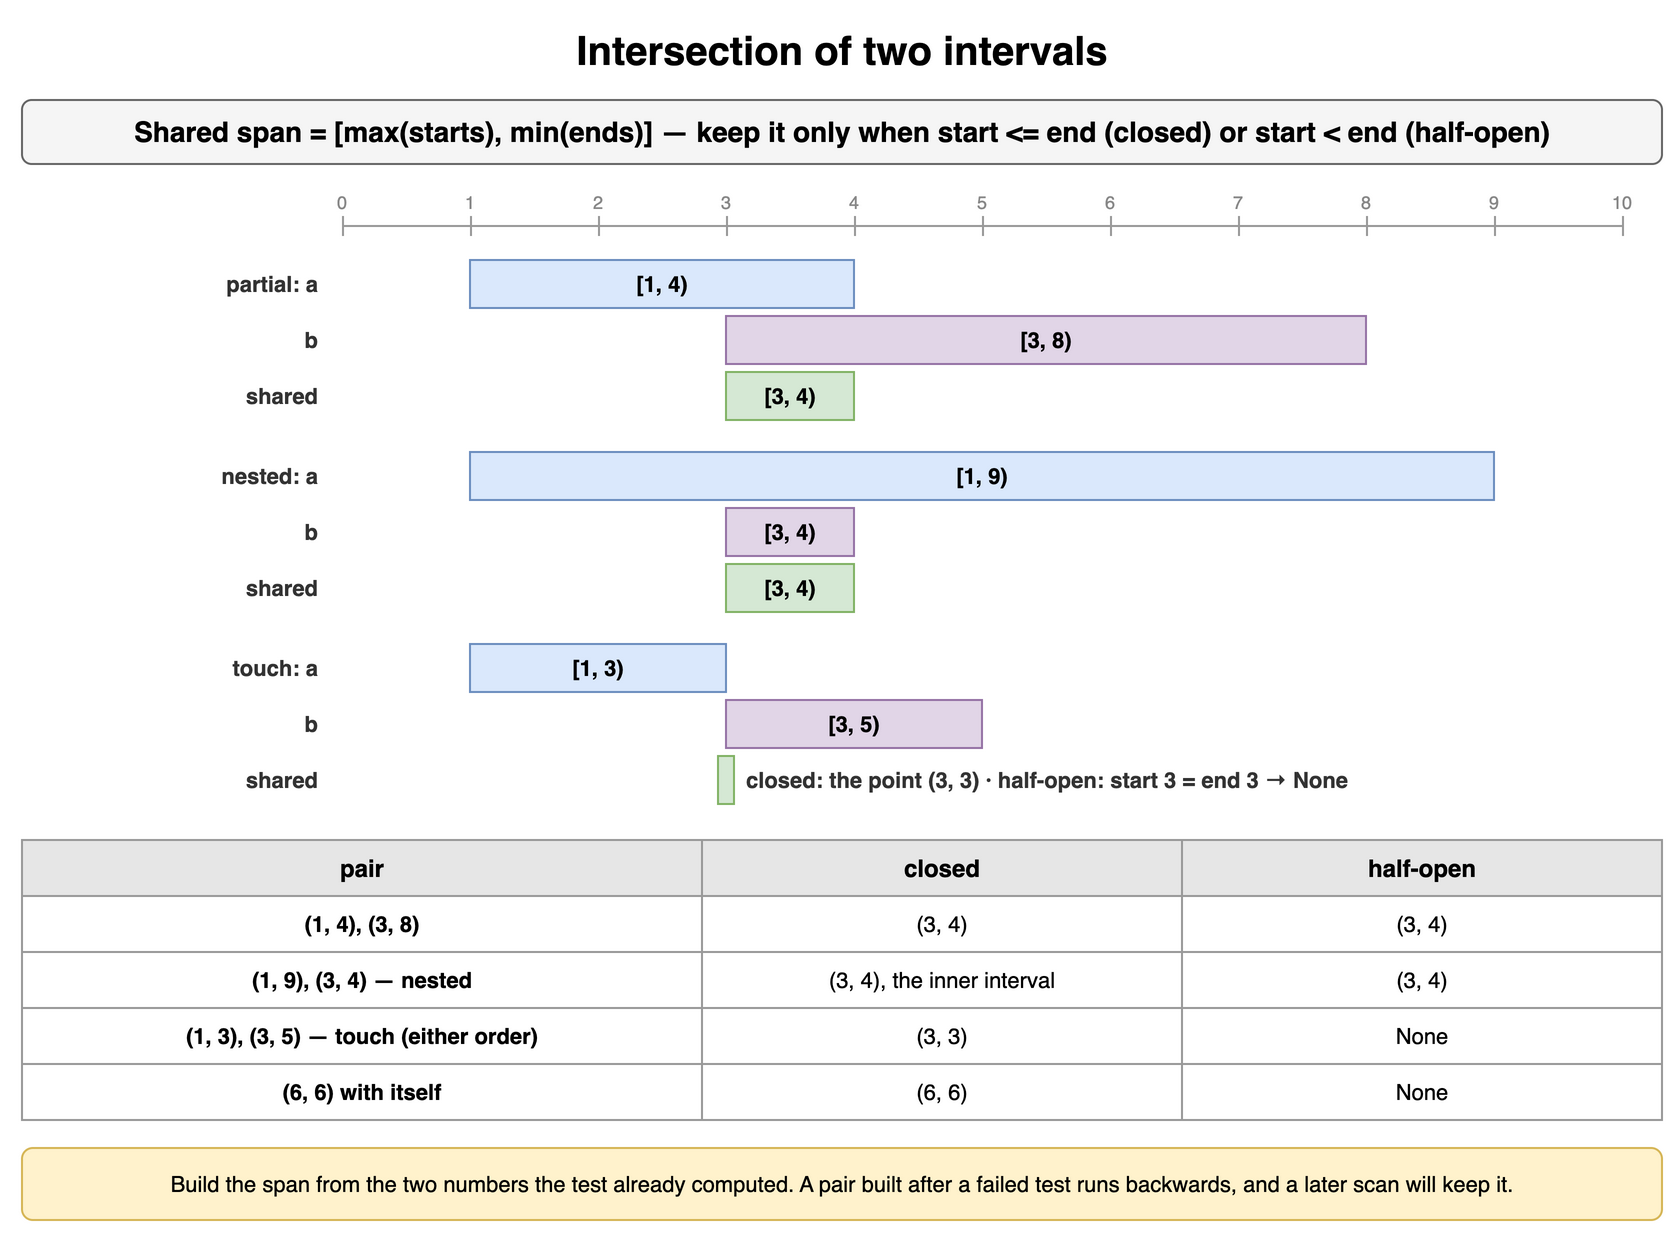 Intersection of two intervals
Shared span = [max(starts), min(ends)] — keep it only when start <= end (closed) or start < end (half-open)
0 1 2 3 4 5 6 7 8 9 10
partial: a [1, 4)
b [3, 8)
shared [3, 4)
nested: a [1, 9)
b [3, 4)
shared [3, 4)
touch: a [1, 3)
b [3, 5)
shared closed: the point (3, 3) · half-open: start 3 = end 3 → None
pair closed half-open
(1, 4), (3, 8) (3, 4) (3, 4)
(1, 9), (3, 4) — nested (3, 4), the inner interval (3, 4)
(1, 3), (3, 5) — touch (either order) (3, 3) None
(6, 6) with itself (6, 6) None
Build the span from the two numbers the test already computed. A pair built after a failed test runs backwards, and a later scan will keep it.